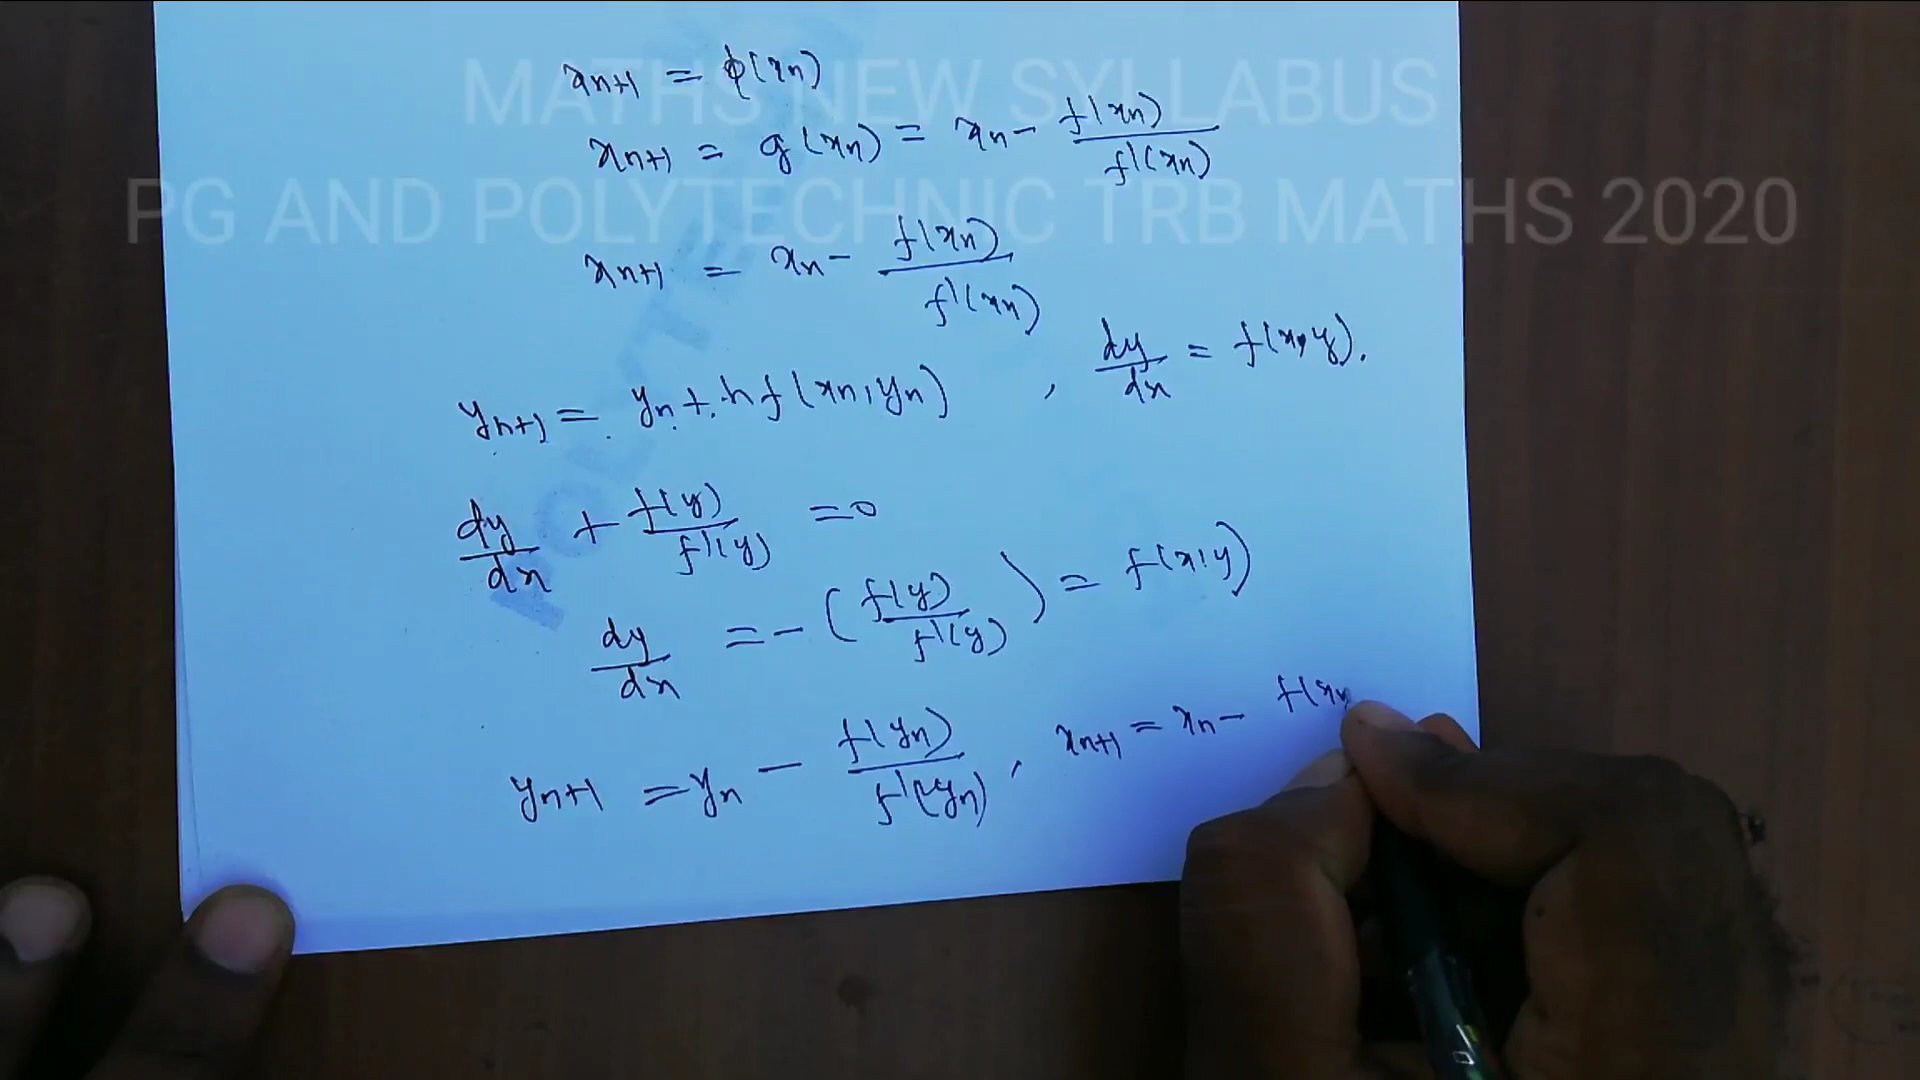 MATHS NEW SYLLABUS
PG AND POLYTECHNIC TRB MATHS 2020
xn+1 = ϕ(xn)
xn+1 = g(xn) = xn - f(xn)/f'(xn)
xn+1 = xn - f(xn)/f'(xn)
yn+1 = yn + hf(xn,yn) , dy/dx = f(x,y).
dy/dx + f(y)/f'(y) = 0
dy/dx = -(f(y)/f'(y)) = f(x,y)
yn+1 = yn - f(yn)/f'(yn) , xn+1 = xn - f(xn